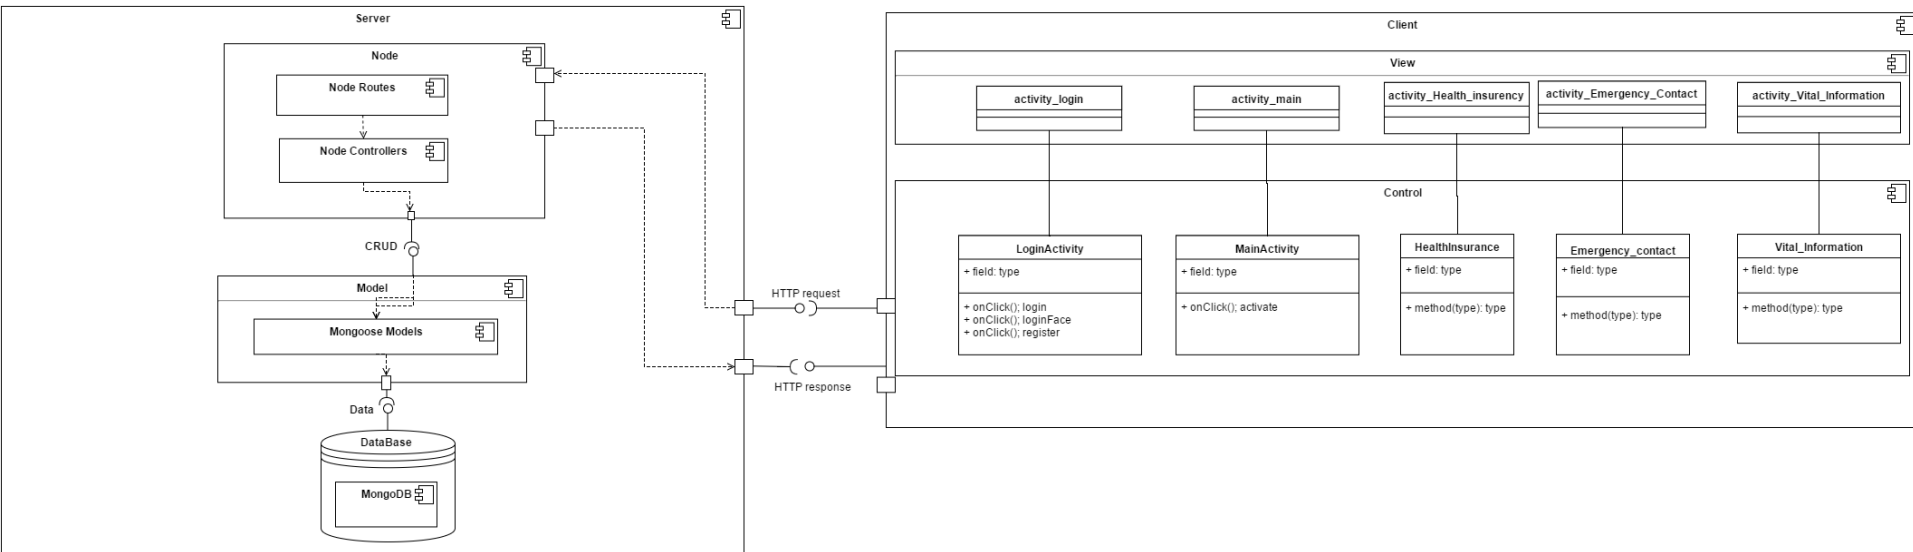 Server
Node
Node Routes
Node Controllers
CRUD
Model
Mongoose Models
Data
DataBase
MongoDB
HTTP request
HTTP response
Client
View
activity_login
activity_main
activity_Health_insurency
activity_Emergency_Contact
activity_Vital_Information
Control
LoginActivity
+ field: type
+ onClick(); login
+ onClick(); loginFace
+ onClick(); register
MainActivity
+ field: type
+ onClick(); activate
HealthInsurance
+ field: type
+ method(type): type
Emergency_contact
+ field: type
+ method(type): type
Vital_Information
+ field: type
+ method(type): type